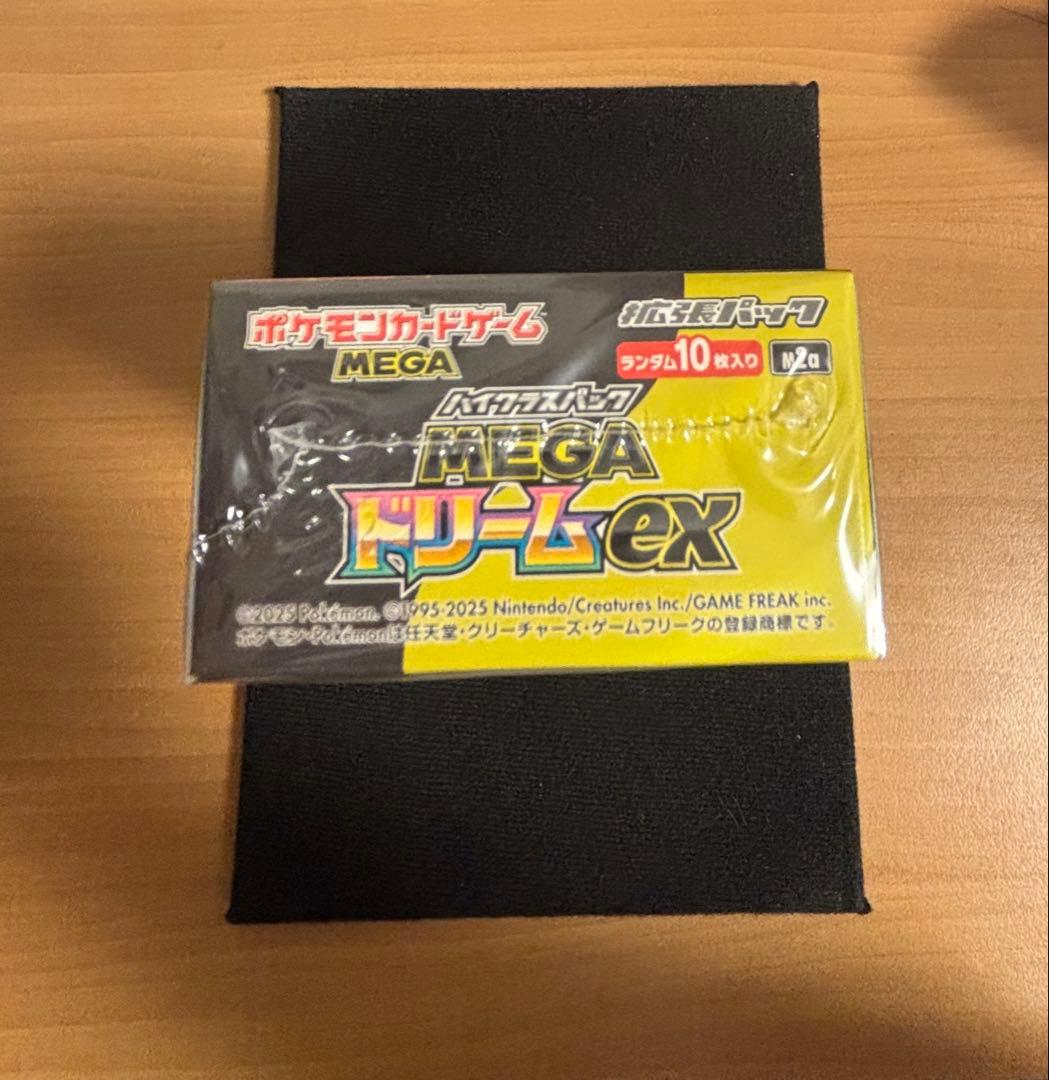 ポケモンカードゲーム
MEGA
拡張パック
ランダム10枚入り M2a
ハイクラスパック
MEGA
ドリームex
©2025 Pokémon. ©1995-2025 Nintendo/Creatures Inc./GAME FREAK inc.
ポケモン・Pokémonは任天堂・クリーチャーズ・ゲームフリークの登録商標です。